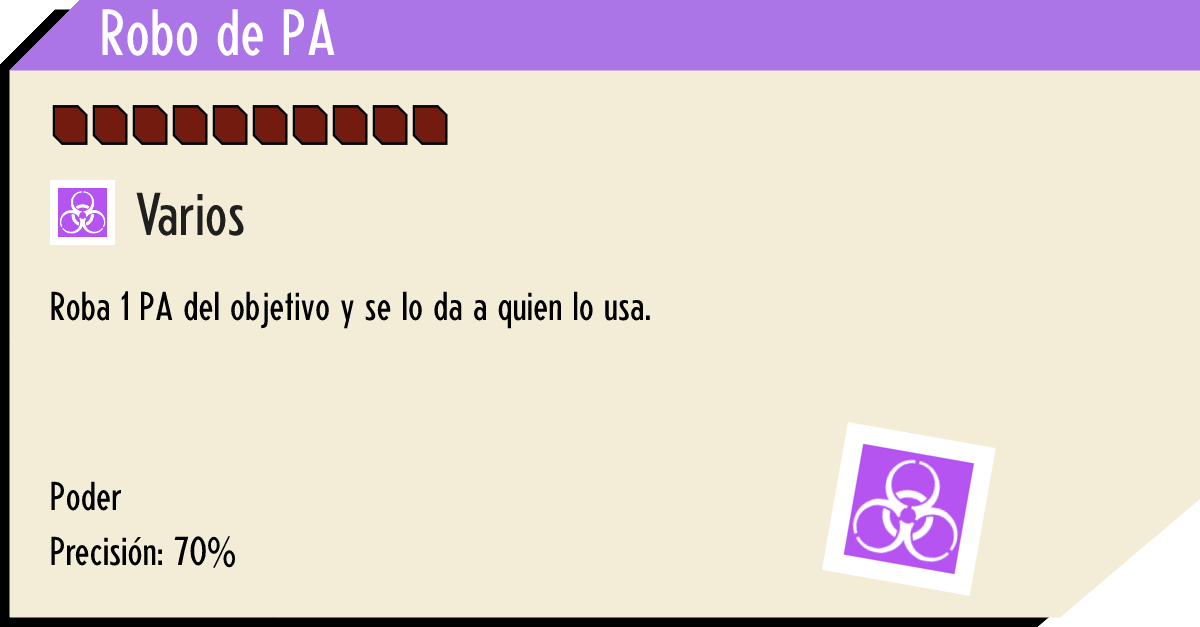 Robo de PA
Varios
Roba 1 PA del objetivo y se lo da a quien lo usa.
Poder
Precisión: 70%